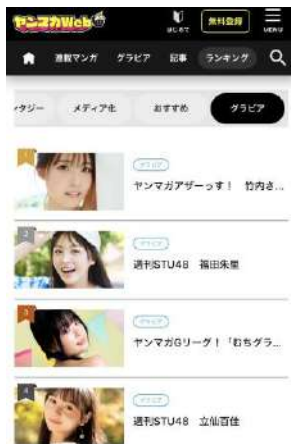 ヤンマガWeb
はじめて
無料登録
MENU
連載マンガ
グラビア
記事
ランキング
ンタジー
メディア化
おすすめ
グラビア
1
グラビア
ヤンマガアザーっす! 竹内さ...
2
グラビア
週刊STU48 福田朱里
3
グラビア
ヤンマガGリーグ!「むちグラ...
4
グラビア
週刊STU48 立仙百佳